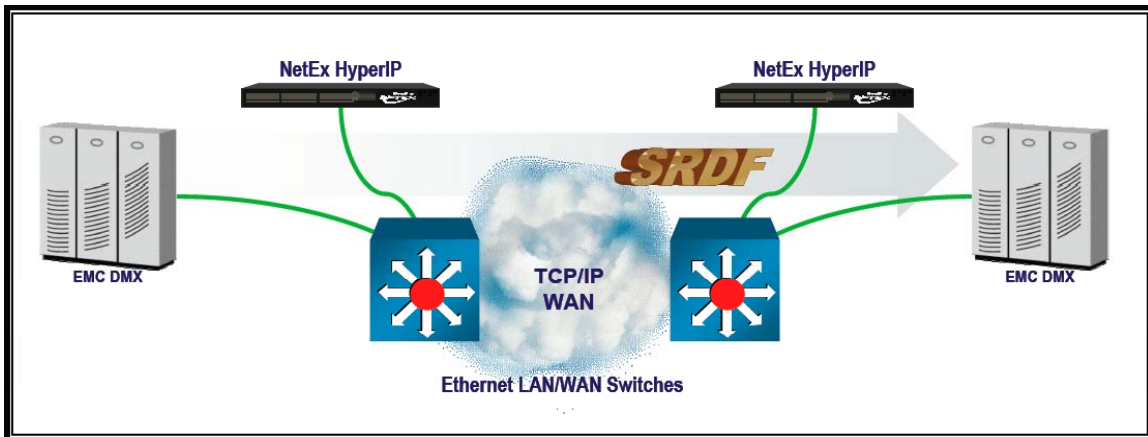 NetEx HyperIP
NetEx HyperIP
SRDF
EMC DMX
TCP/IP
WAN
EMC DMX
Ethernet LAN/WAN Switches